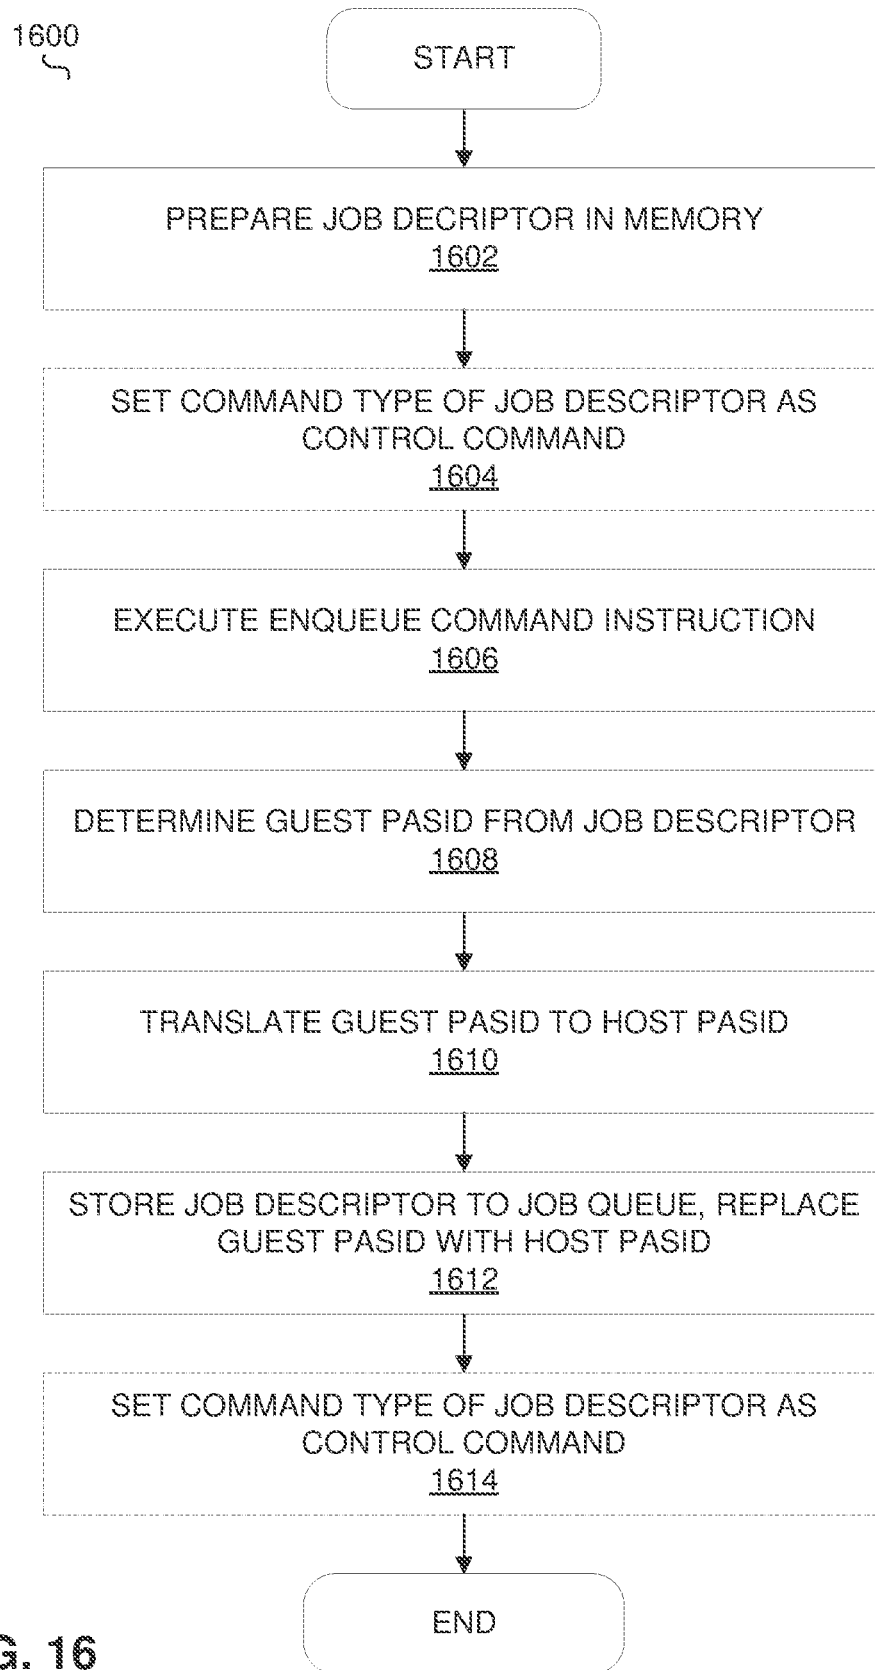 1600
START
PREPARE JOB DECRIPTOR IN MEMORY
1602
SET COMMAND TYPE OF JOB DESCRIPTOR AS
CONTROL COMMAND
1604
EXECUTE ENQUEUE COMMAND INSTRUCTION
1606
DETERMINE GUEST PASID FROM JOB DESCRIPTOR
1608
TRANSLATE GUEST PASID TO HOST PASID
1610
STORE JOB DESCRIPTOR TO JOB QUEUE, REPLACE
GUEST PASID WITH HOST PASID
1612
SET COMMAND TYPE OF JOB DESCRIPTOR AS
CONTROL COMMAND
1614
END
G. 16